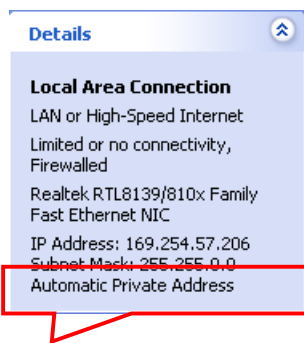 Details
Local Area Connection
LAN or High-Speed Internet
Limited or no connectivity,
Firewalled
Realtek RTL8139/810x Family
Fast Ethernet NIC
IP Address: 169.254.57.206
Subnet Mask: 255.255.0.0
Automatic Private Address